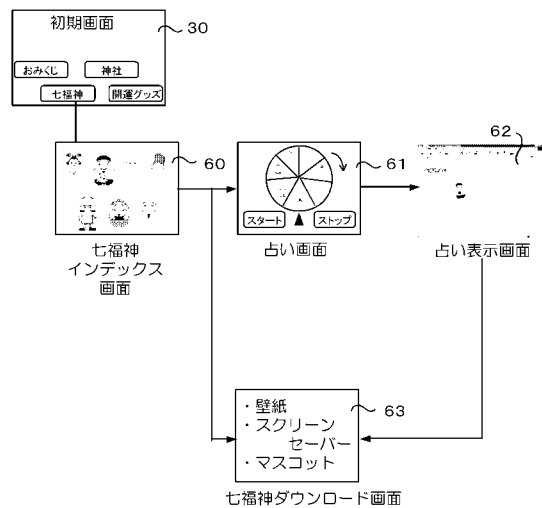 初期画面
30
おみくじ
神社
七福神
開運グッズ
60
61
62
スタート
ストップ
七福神
インデックス
画面
占い画面
占い表示画面
・壁紙
・スクリーン
セーバー
・マスコット
63
七福神ダウンロード画面